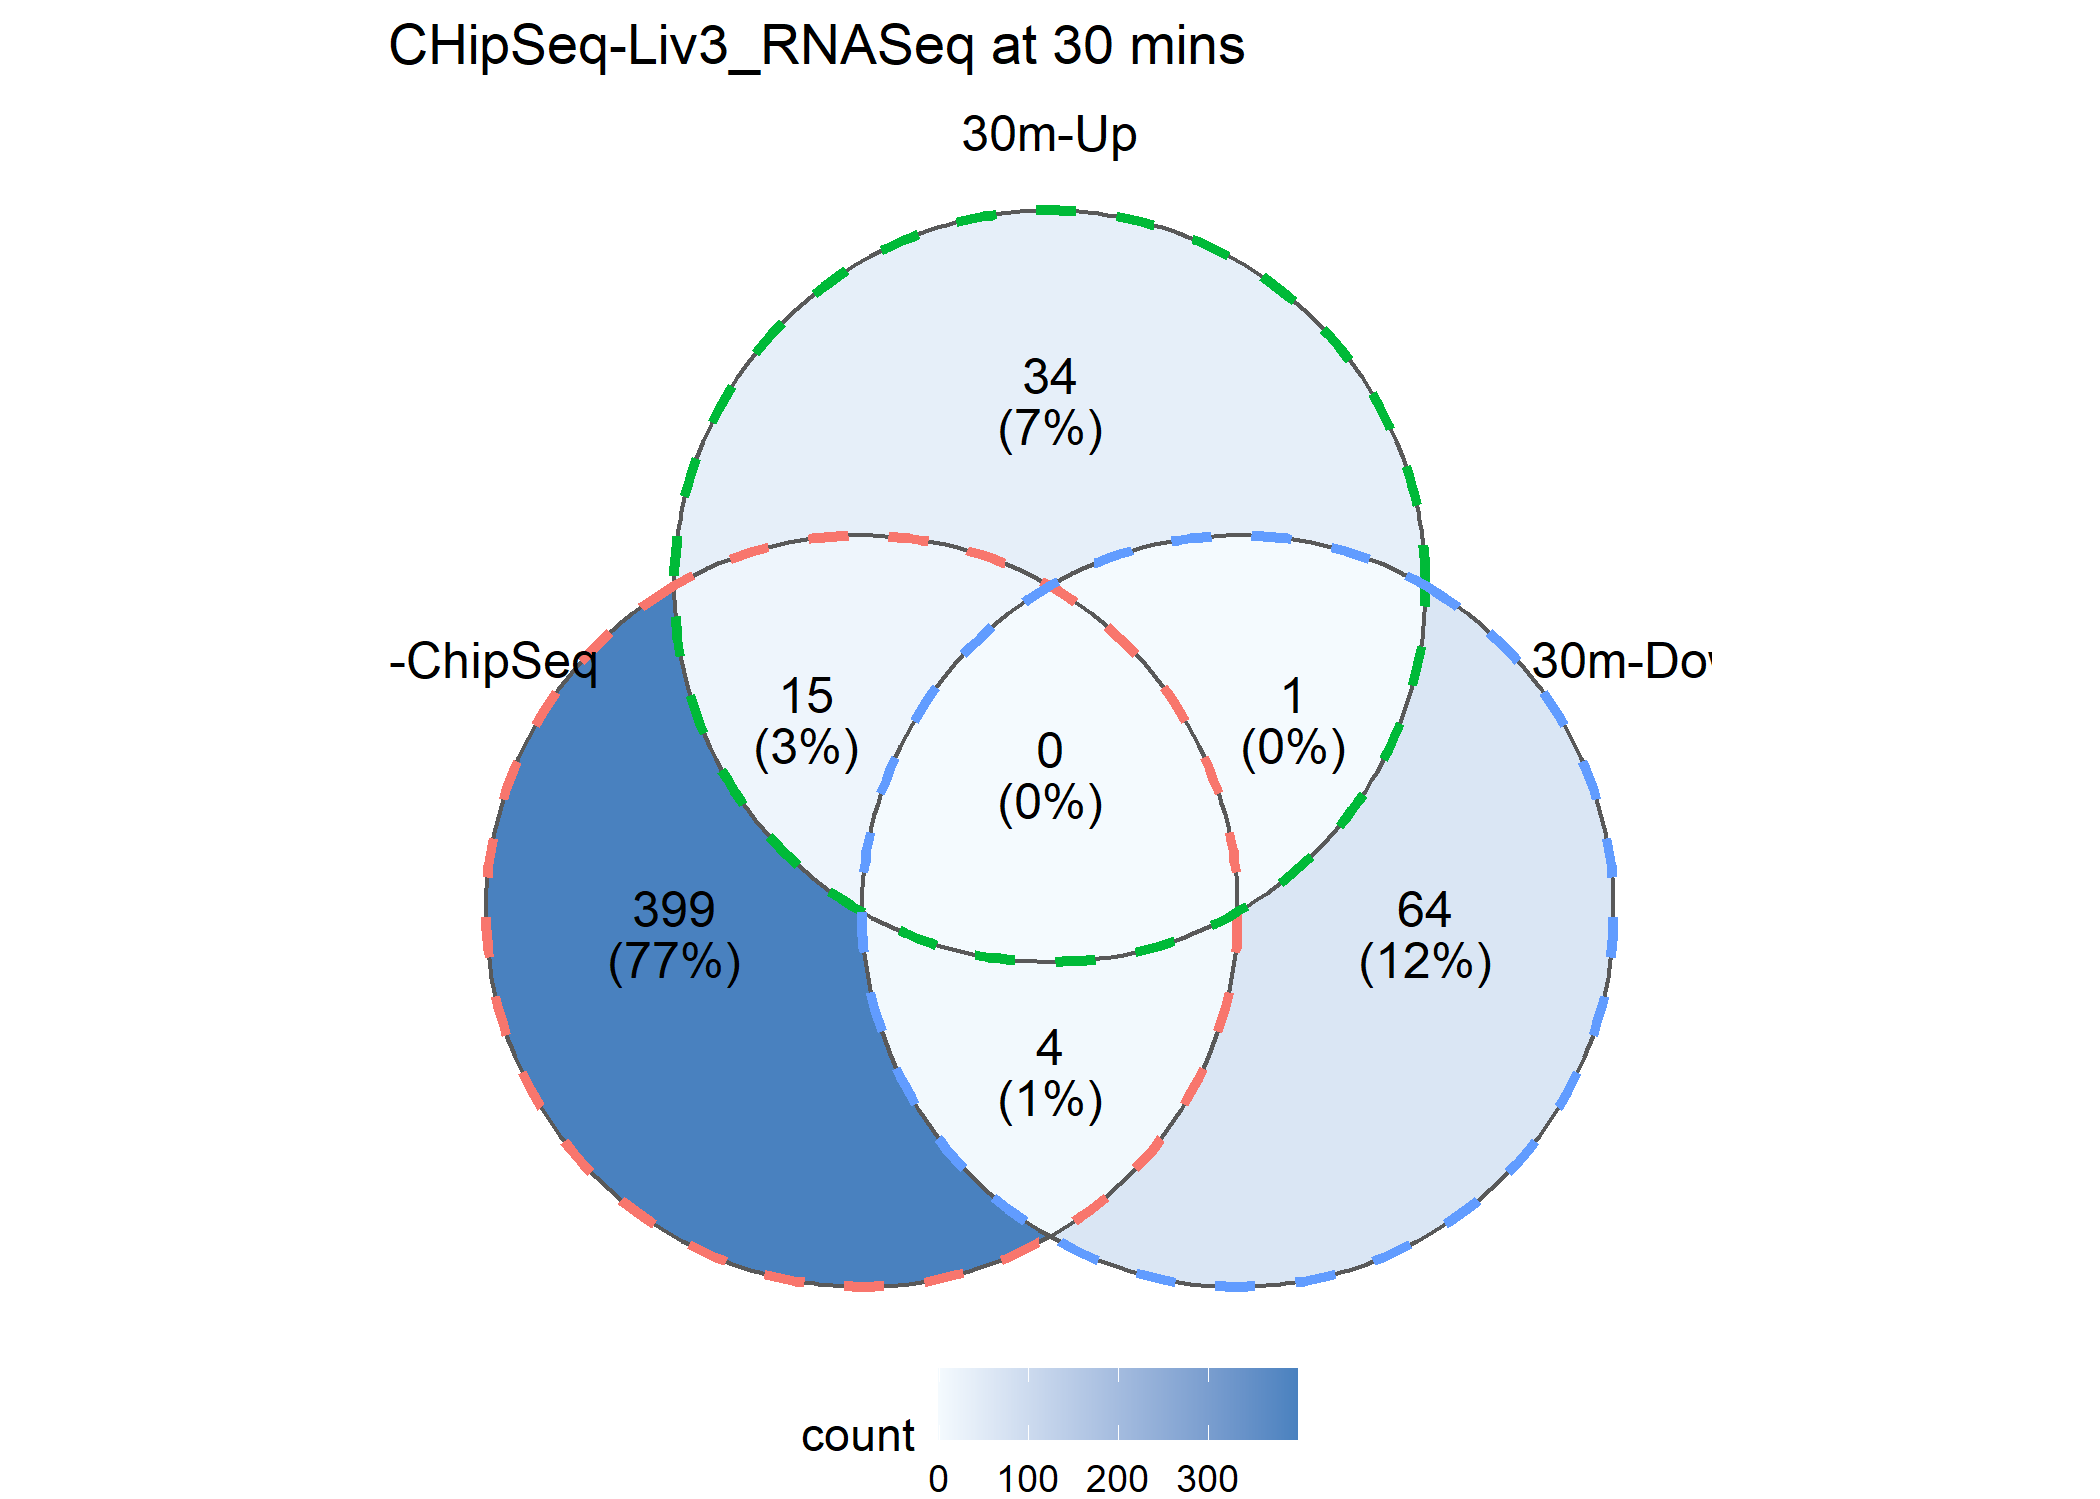 CHipSeq-Liv3_RNASeq at 30 mins
30m-Up
34
(7%)
-ChipSeq
30m-Do
15
(3%)
1
(0%)
0
(0%)
399
(77%)
64
(12%)
4
(1%)
count
0 100 200 300